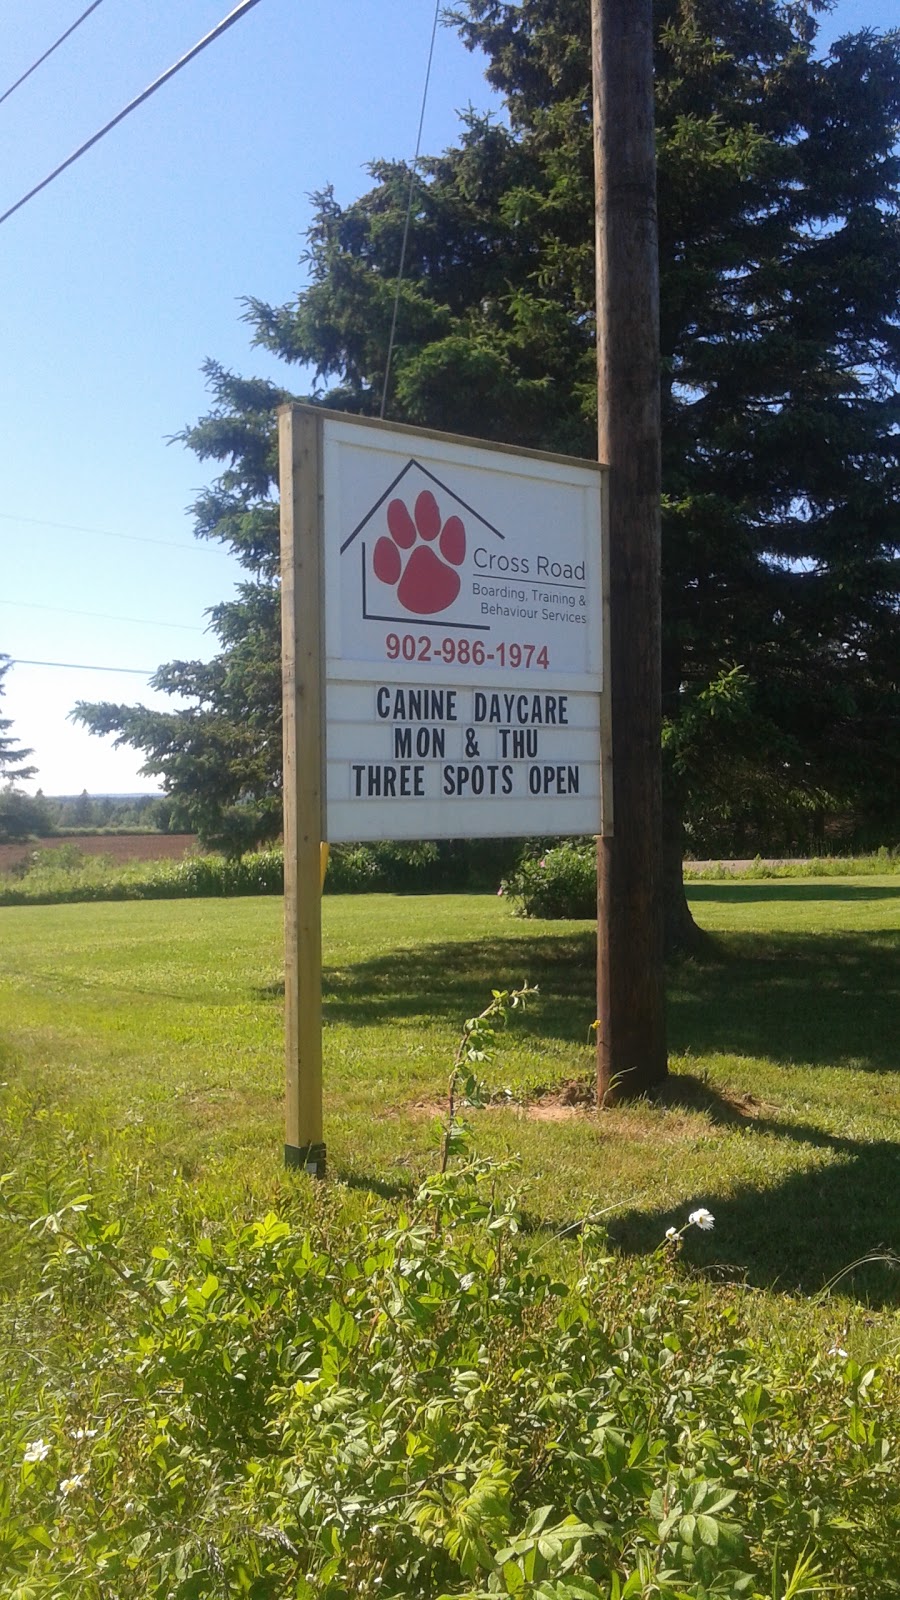 Cross Road
Boarding, Training &
Behaviour Services
902-986-1974
CANINE DAYCARE
MON & THU
THREE SPOTS OPEN